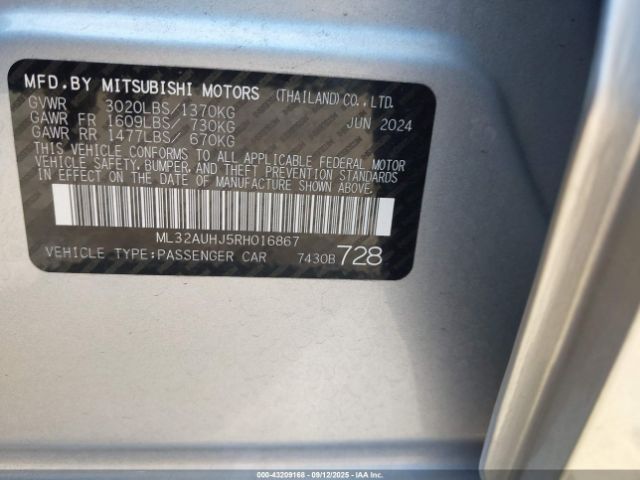 MFD.BY MITSUBISHI MOTORS (THAILAND) CO., LTD.
GVWR 3020LBS/1370KG JUN 2024
GAWR FR 1609LBS/ 730KG
GAWR RR 1477LBS/ 670KG
THIS VEHICLE CONFORMS TO ALL APPLICABLE FEDERAL MOTOR
VEHICLE SAFETY, BUMPER, AND THEFT PREVENTION STANDARDS
IN EFFECT ON THE DATE OF MANUFACTURE SHOWN ABOVE.
ML32AUHJ5RH016867
VEHICLE TYPE:PASSENGER CAR 7430B 728
000-43209168 - 09/12/2025 - IAA Corp.